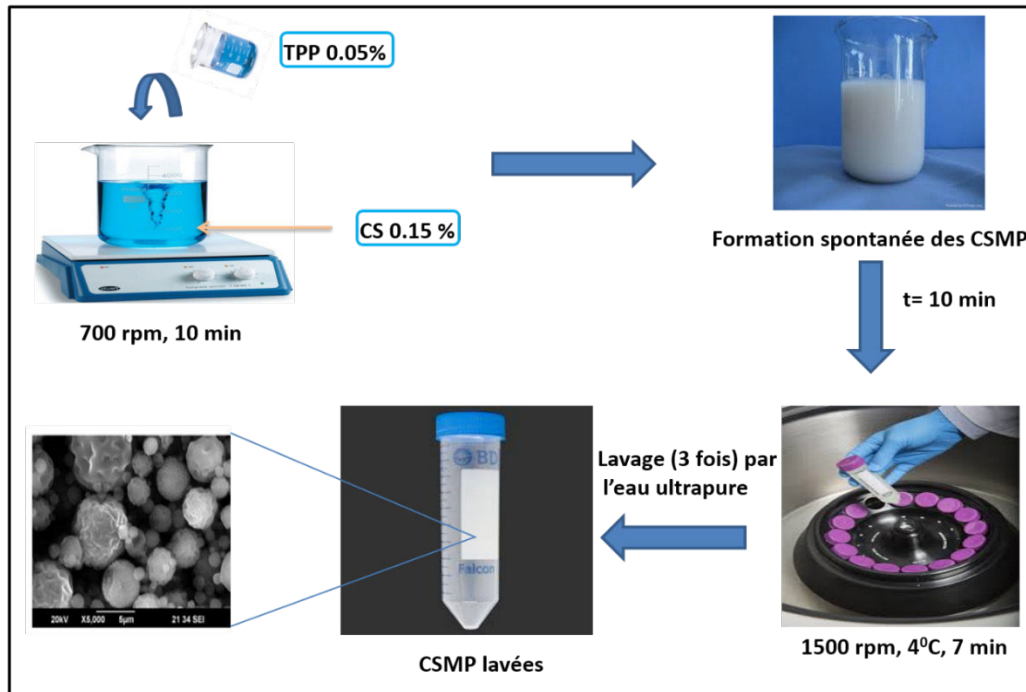 TPP 0.05%
CS 0.15 %
700 rpm, 10 min
Formation spontanée des CSMP
t= 10 min
1500 rpm, 4⁰C, 7 min
Lavage (3 fois) par
l'eau ultrapure
BD
Falcon
CSMP lavées
20kV X5,000 5µm 21 34 SEI